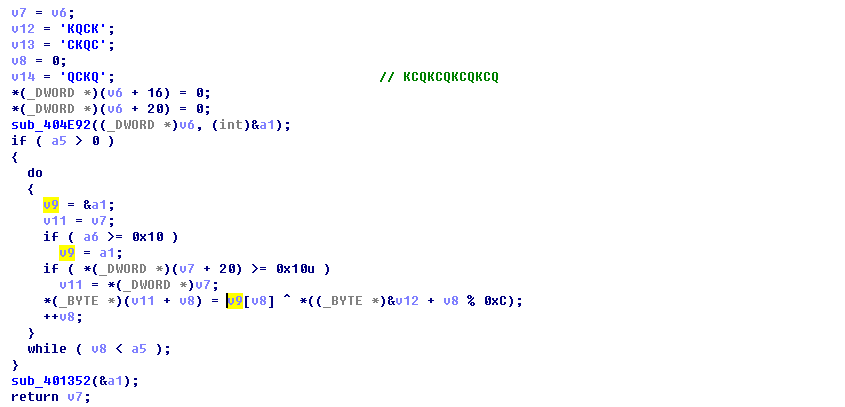 v7 = v6;
v12 = 'KQCK';
v13 = 'CKQC';
v8 = 0;
v14 = 'QCKQ'; // KCQKCQKCQKCQ
*(_DWORD *)(v6 + 16) = 0;
*(_DWORD *)(v6 + 20) = 0;
sub_404E92((_DWORD *)v6, (int)&a1);
if ( a5 > 0 )
{
do
{
v9 = &a1;
v11 = v7;
if ( a6 >= 0x10 )
v9 = a1;
if ( *(_DWORD *)(v7 + 20) >= 0x10u )
v11 = *(_DWORD *)v7;
*(_BYTE *)(v11 + v8) = v9[v8] ^ *((_BYTE *)&v12 + v8 % 0xC);
++v8;
}
while ( v8 < a5 );
}
sub_401352(&a1);
return v7;